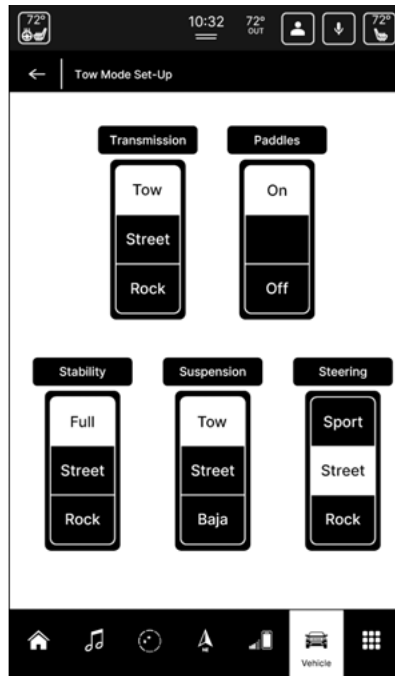 72°
10:32
72°
OUT
72°
Tow Mode Set-Up
Transmission
Tow
Street
Rock
Paddles
On
Off
Stability
Full
Street
Rock
Suspension
Tow
Street
Baja
Steering
Sport
Street
Rock
NE
Vehicle